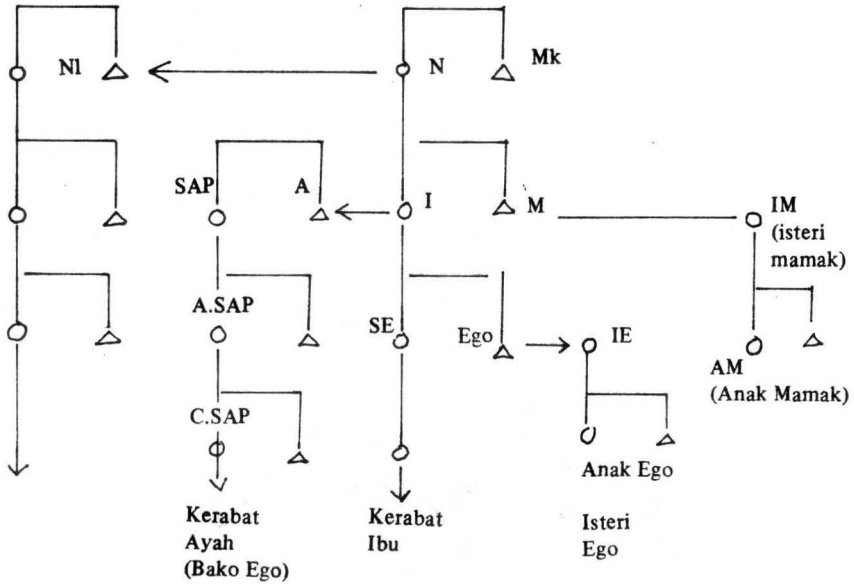 Nl
N
Mk
SAP
A
I
M
IM
(isteri
mamak)
A.SAP
SE
Ego
IE
AM
(Anak Mamak)
C.SAP
Anak Ego
Kerabat
Ayah
(Bako Ego)
Kerabat
Ibu
Isteri
Ego